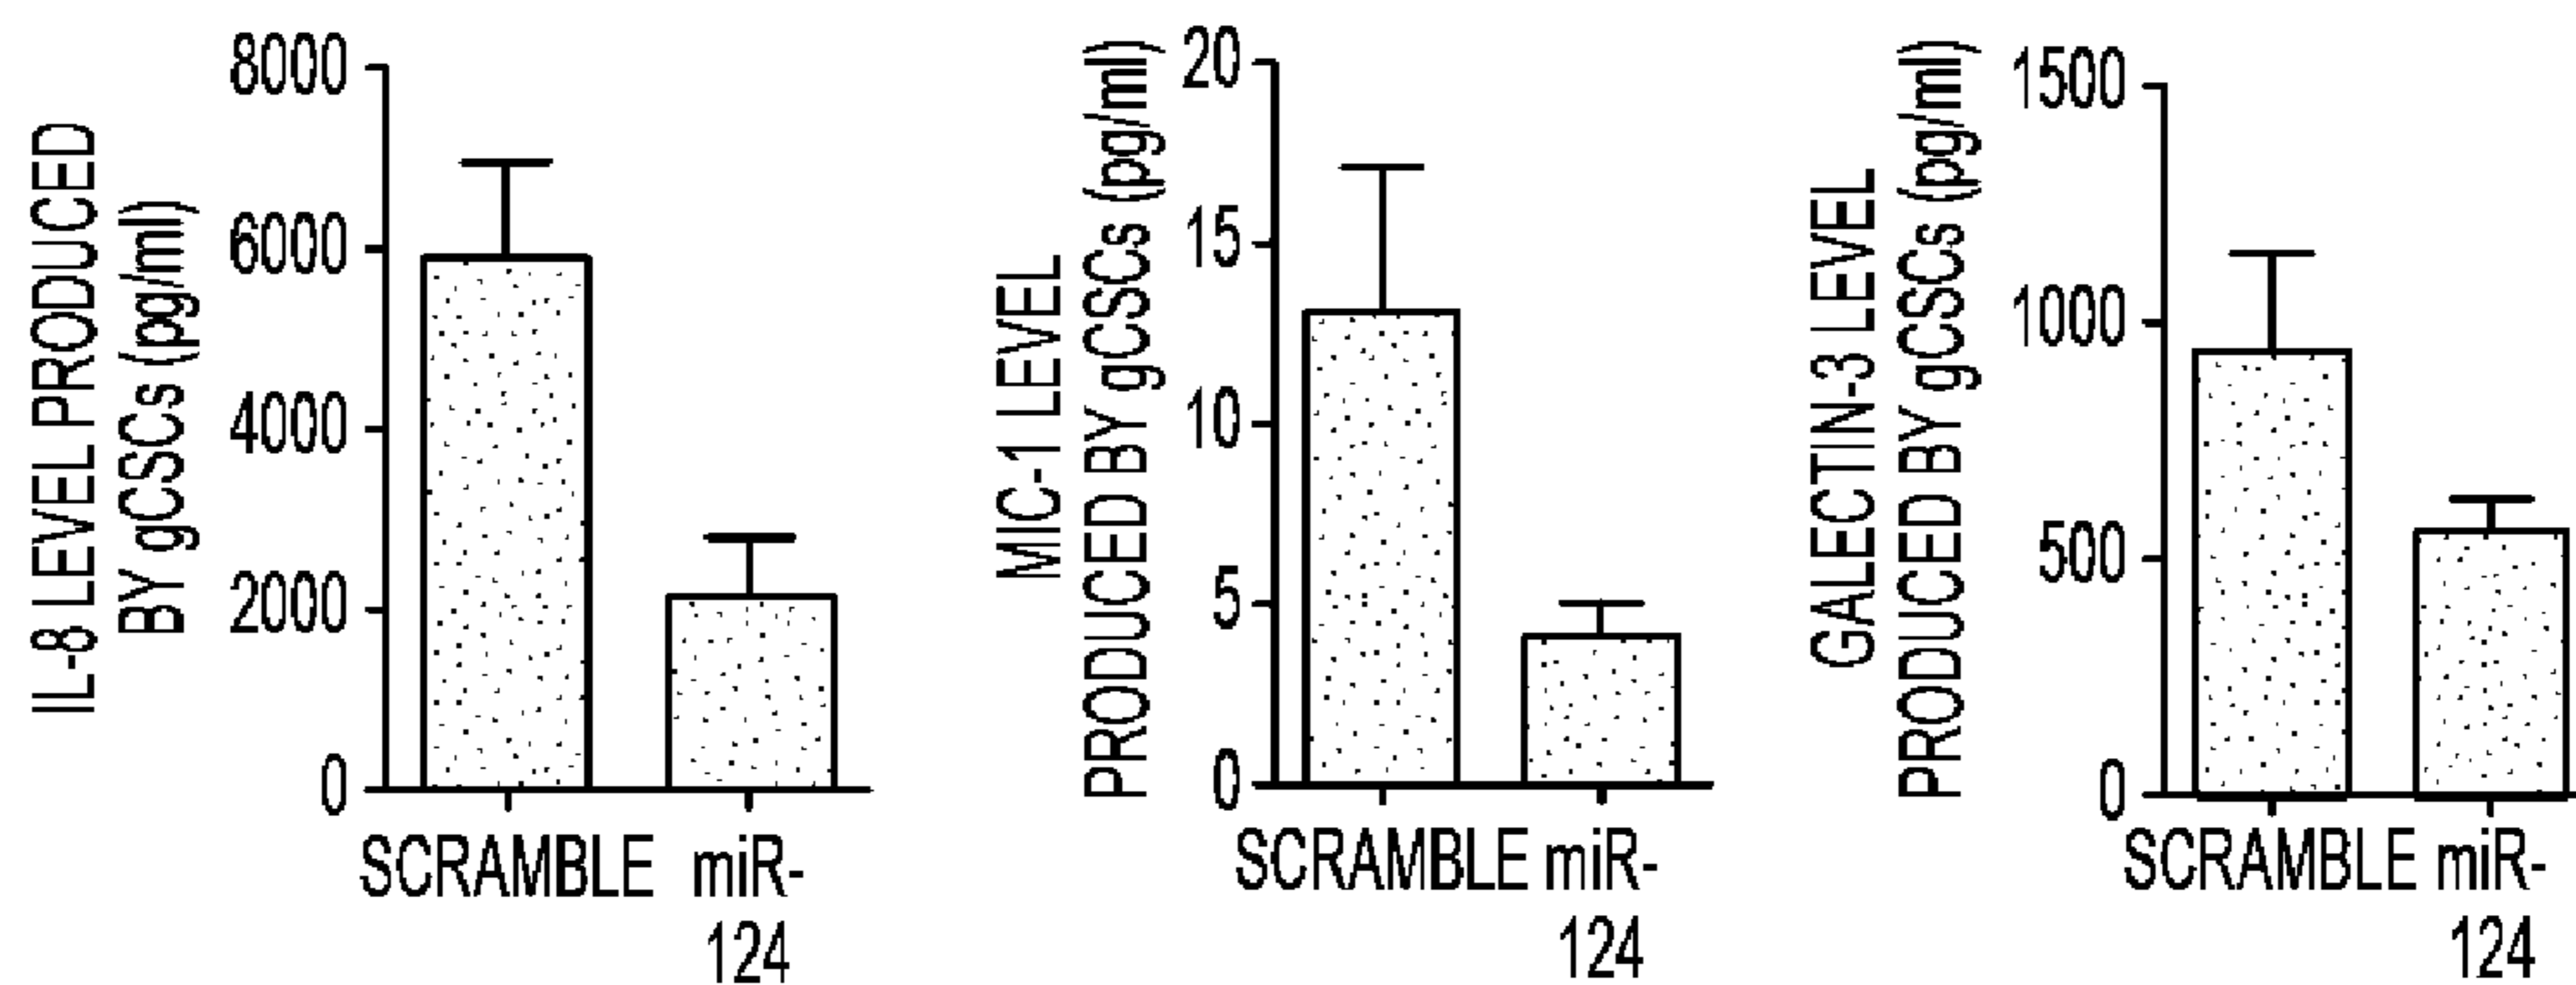 IL-8 LEVEL PRODUCED
BY gCSCs (pg/ml)
8000
6000
4000
2000
0
SCRAMBLE miR-
124
MIC-1 LEVEL
PRODUCED BY gCSCs (pg/ml)
20
15
10
5
0
SCRAMBLE miR-
124
GALECTIN-3 LEVEL
PRODUCED BY gCSCs (pg/ml)
1500
1000
500
0
SCRAMBLE miR-
124